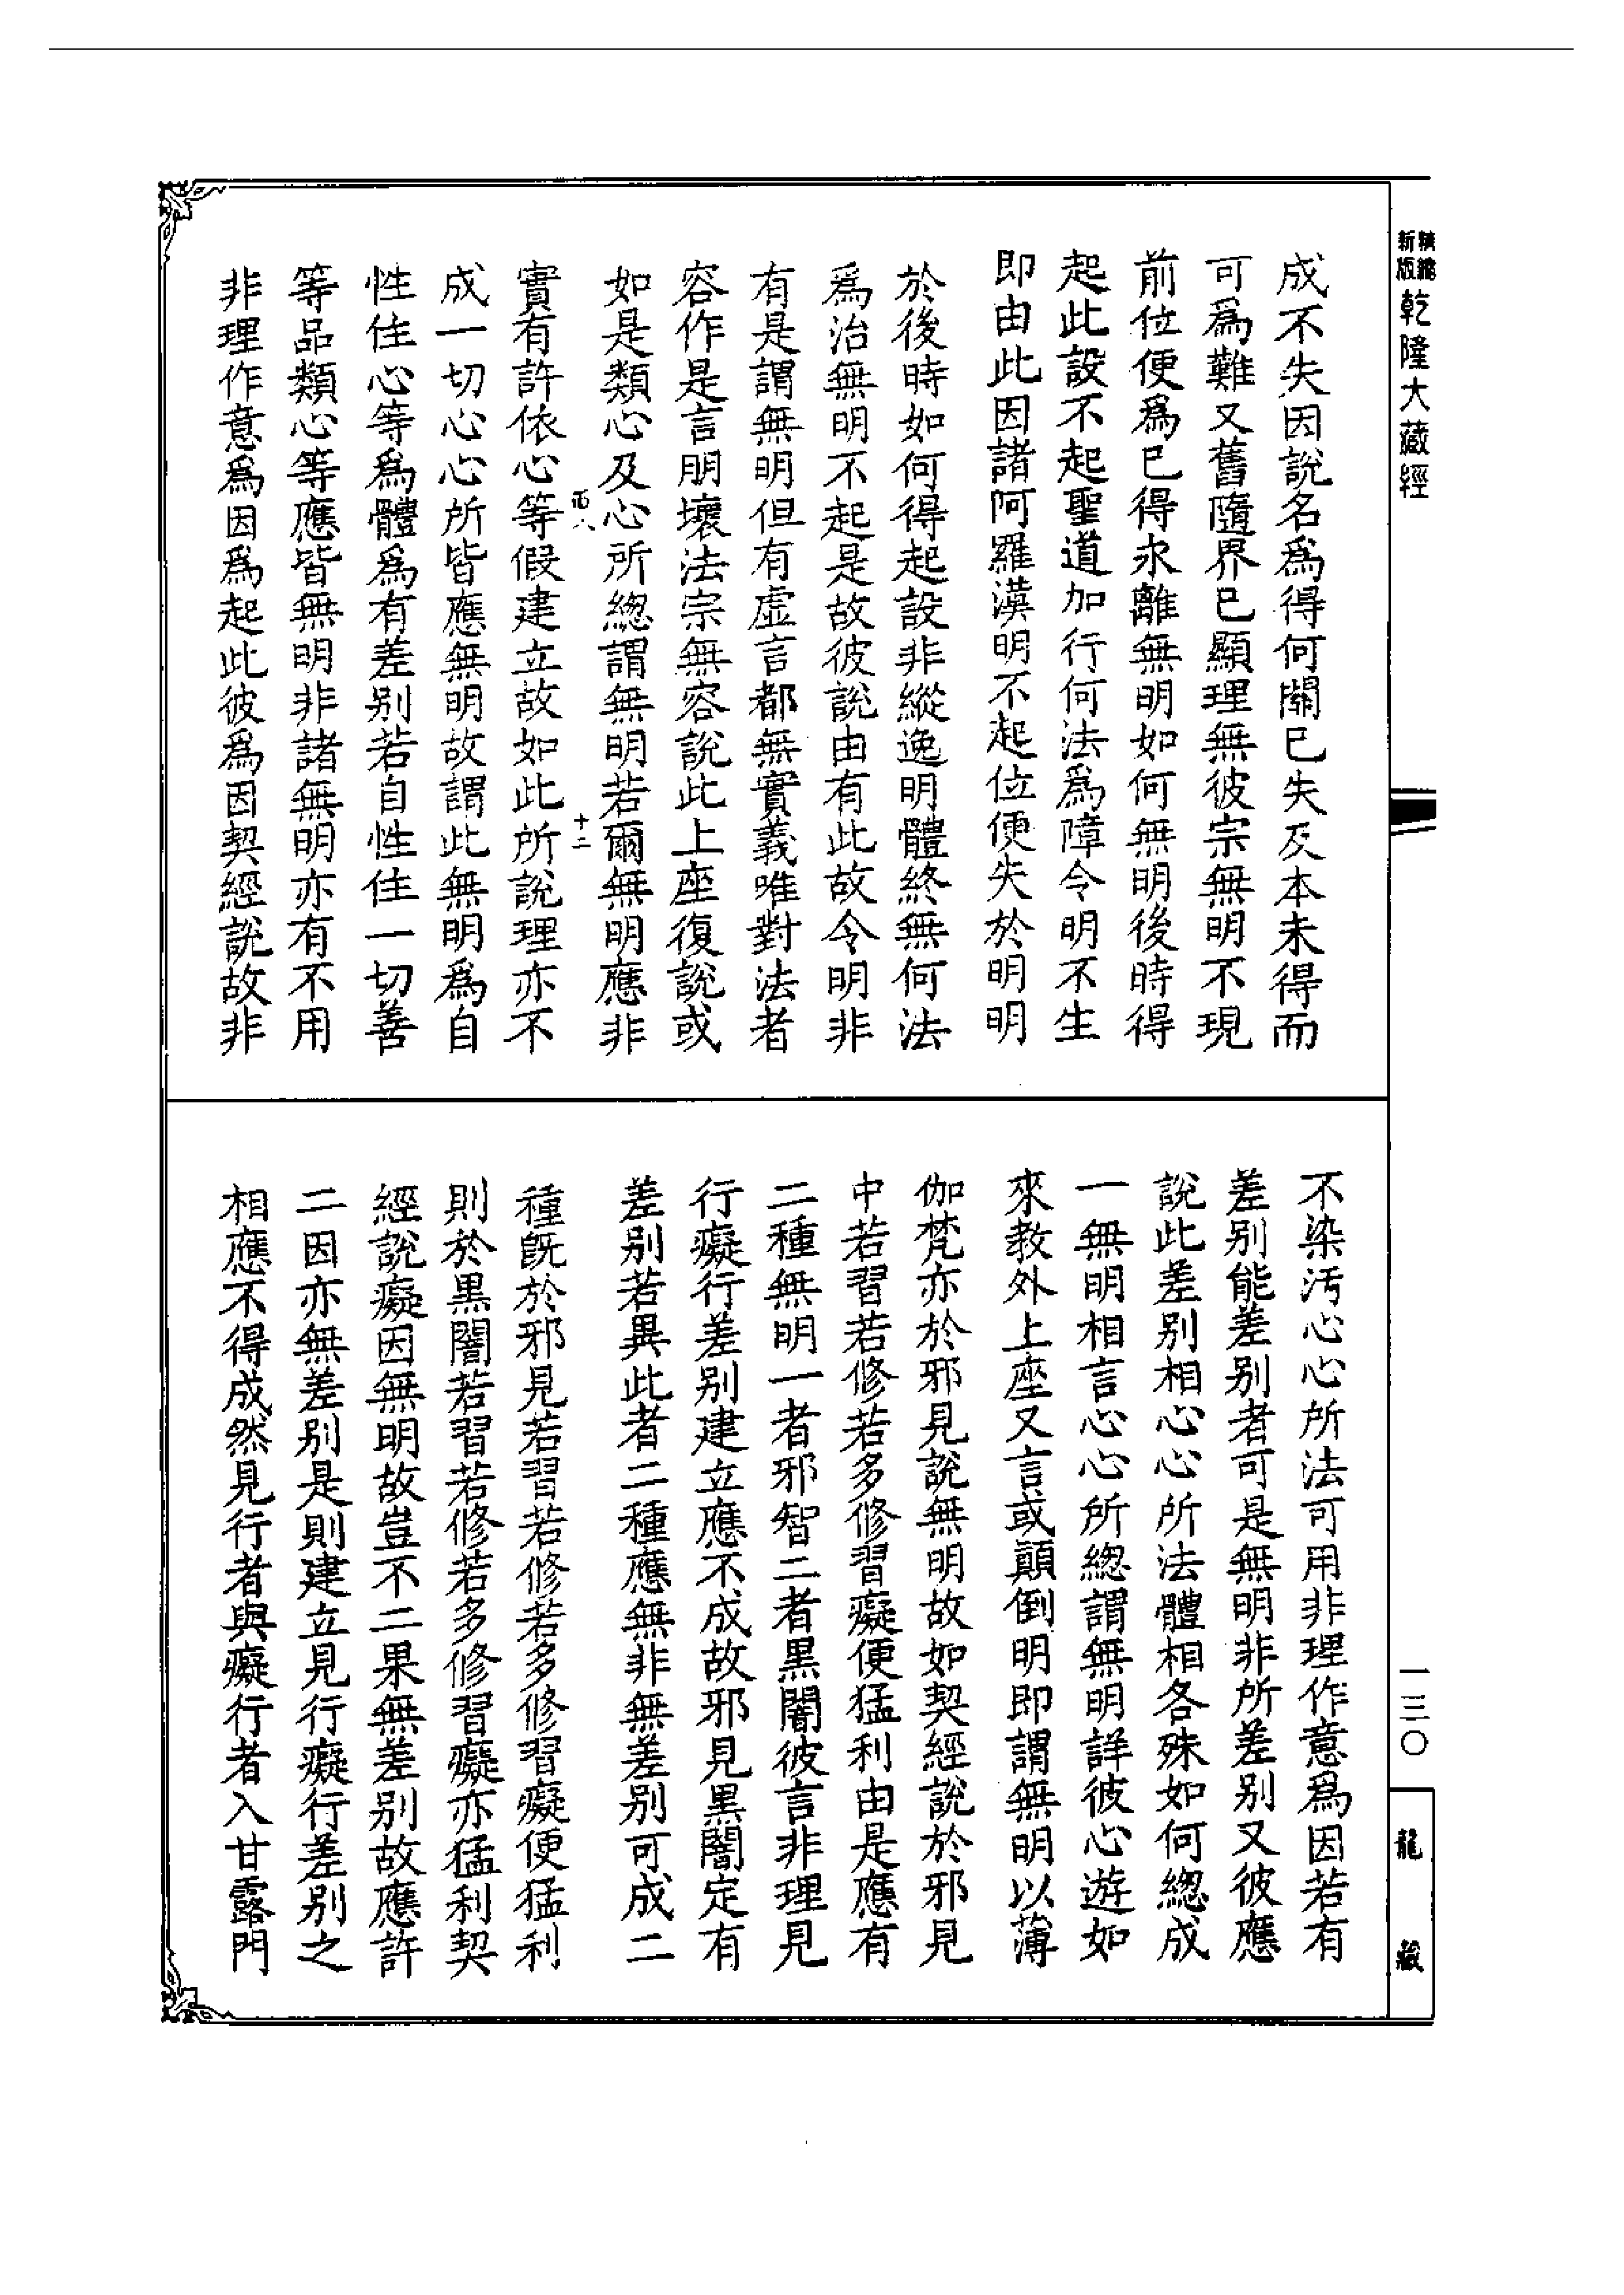 精縮新版乾隆大藏經
成不失因說名爲得何關已失及本未得而
可爲難又舊隨界已顯理無彼宗無明不現
前位便爲已得永離無明如何無明後時得
起此設不起聖道加行何法爲障令明不生
即由此因諸阿羅漢明不起位便失於明明
於後時如何得起設非縱逸明體終無何法
爲治無明不起是故彼說由有此故令明非
有是謂無明但有虛言都無實義唯對法者
容作是言朋壞法宗無容說此上座復說或
如是類心及心所總謂無明若爾無明應非
十二
實有許依心等假建立故如此所說理亦不
成一切心心所皆應無明故謂此無明爲自
性住心等爲體爲有差別若自性住一切善
等品類心等應皆無明非諸無明亦有不用
非理作意爲因爲起此彼爲因契經說故非
不染汚心心所法可用非理作意爲因若有
差別能差別者可是無明非所差別又彼應
說此差別相心心所法體相各殊如何總成
一無明相言心心所總謂無明詳彼心遊如
來教外上座又言或顚倒明即謂無明以薄
伽梵亦於邪見說無明故如契經說於邪見
中若習若修若多修習癡便猛利由是應有
二種無明一者邪智二者黑闇彼言非理見
行癡行差別建立應不成故邪見黑闇定有
差別若異此者二種應無非無差別可成二
種旣於邪見若習若修若多修習癡便猛利
則於黑闇若習若修若多修習癡亦猛利契
經說癡因無明故豈不二果無差別故應許
二因亦無差別是則建立見行癡行差別之
相應不得成然見行者與癡行者入甘露門
一三〇
龍藏